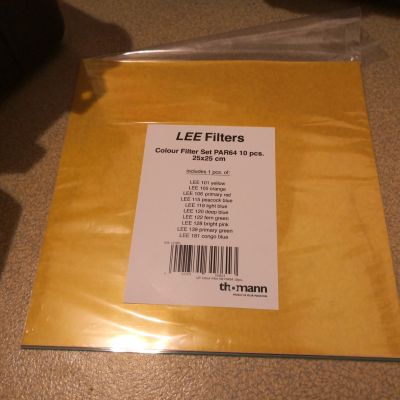 LEE Filters
Colour Filter Set PAR64 10 pcs.
25x25 cm
Includes 1 pcs. of:
LEE 101 yellow
LEE 105 orange
LEE 106 primary red
LEE 115 peacock blue
LEE 118 light blue
LEE 120 deep blue
LEE 122 fern green
LEE 128 bright pink
LEE 139 primary green
LEE 181 congo blue
th•mann